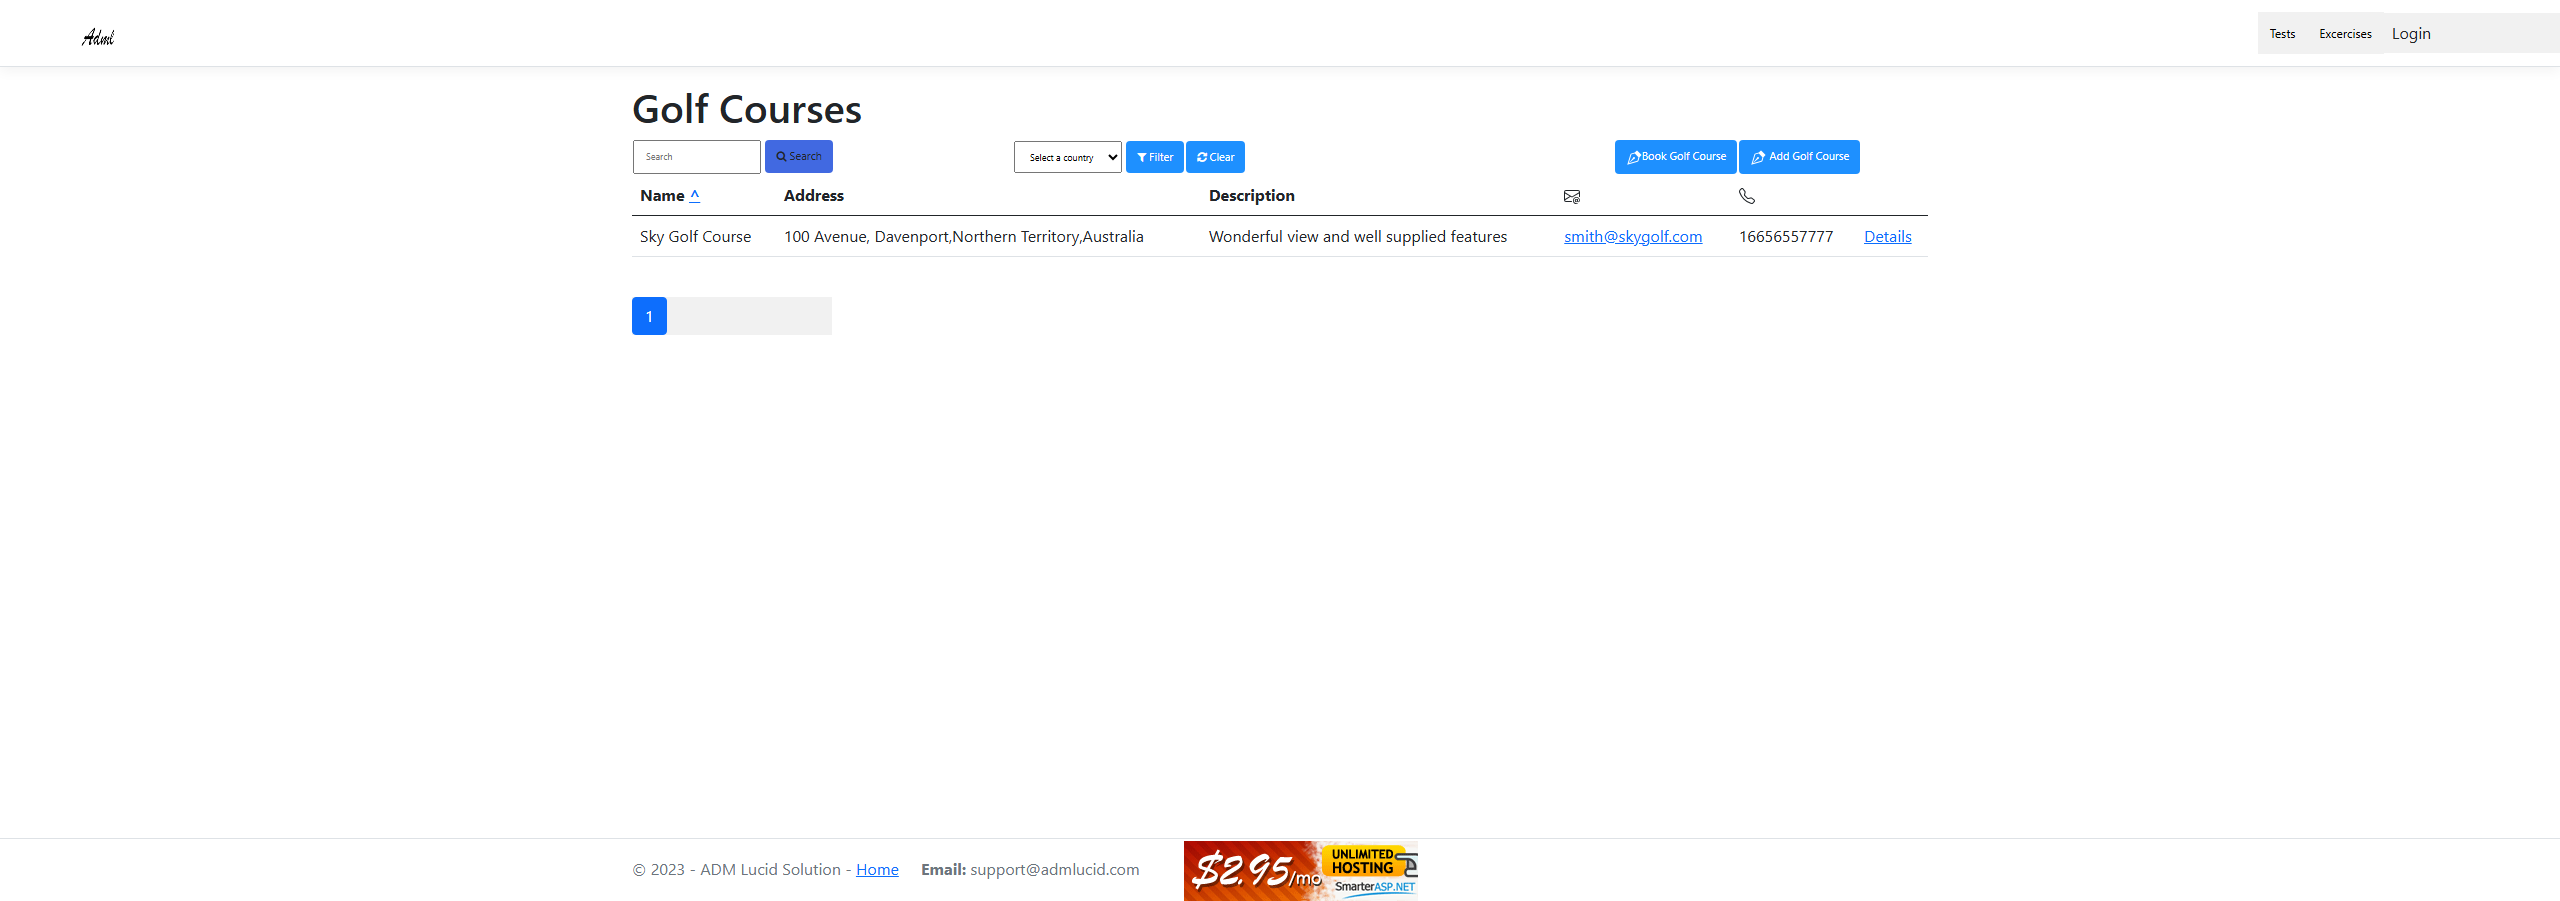 Adml
Tests Excercises Login
Golf Courses
Search Search Select a country Filter Clear Book Golf Course Add Golf Course
Name ^ Address Description
Sky Golf Course 100 Avenue, Davenport,Northern Territory,Australia Wonderful view and well supplied features smith@skygolf.com 16656557777 Details
1
© 2023 - ADM Lucid Solution - Home Email: support@admlucid.com
$2.95/mo UNLIMITED
HOSTING
SmarterASP.NET